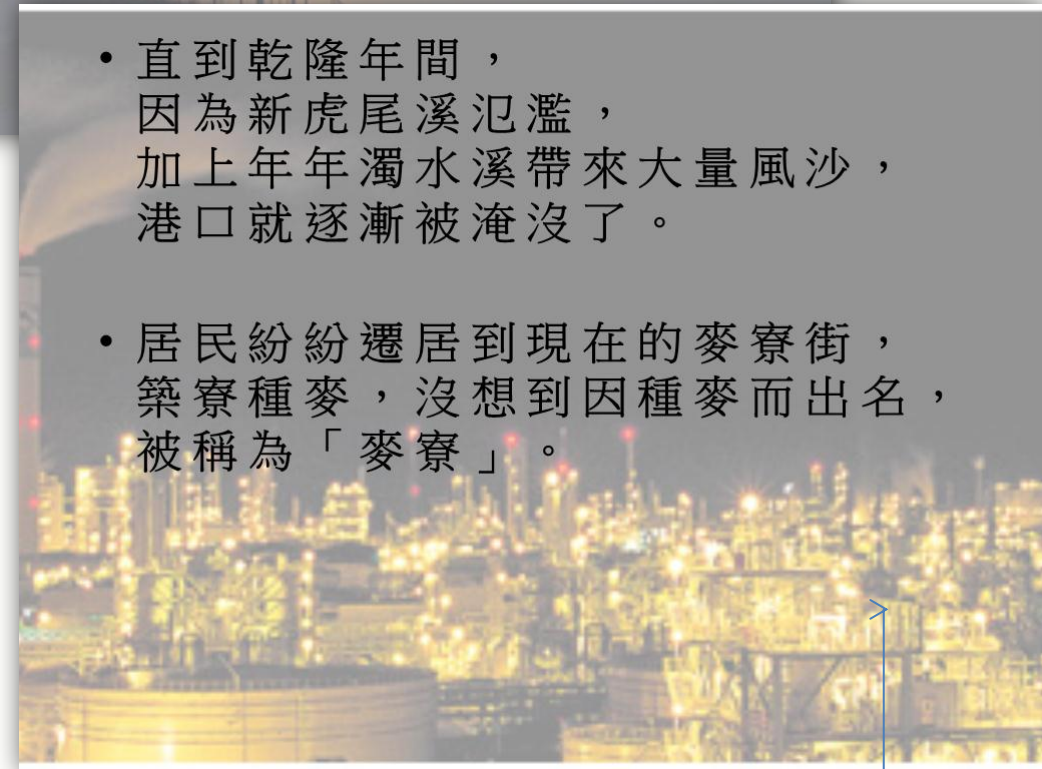 • 直到乾隆年間，
因為新虎尾溪氾濫，
加上年年濁水溪帶來大量風沙，
港口就逐漸被淹沒了。
• 居民紛紛遷居到現在的麥寮街，
築寮種麥，沒想到因種麥而出名，
被稱為「麥寮」。